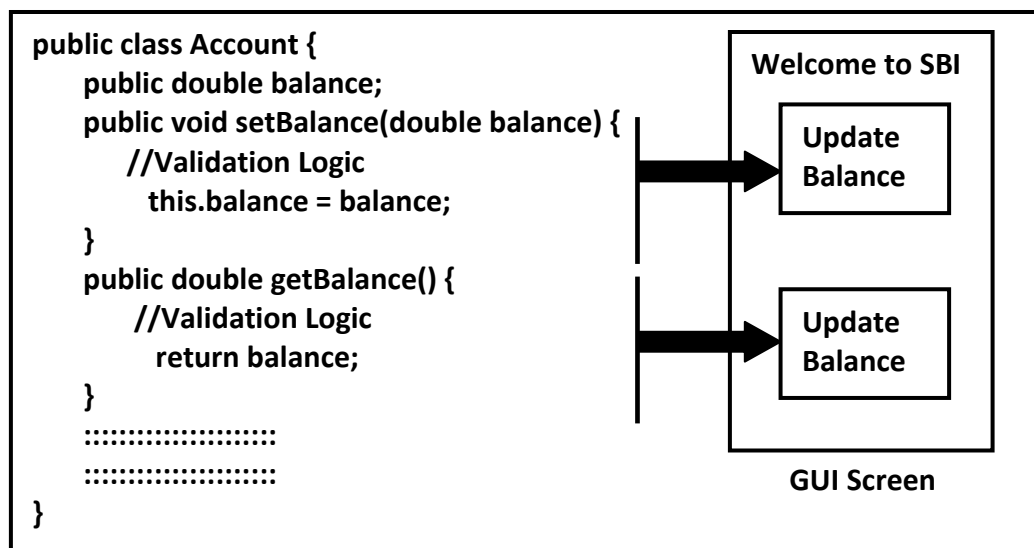 public class Account {
public double balance;
public void setBalance(double balance) {
//Validation Logic
this.balance = balance;
}
public double getBalance() {
//Validation Logic
return balance;
}
::::::::::::::::::::::
::::::::::::::::::::::
}
Welcome to SBI
Update
Balance
Update
Balance
GUI Screen